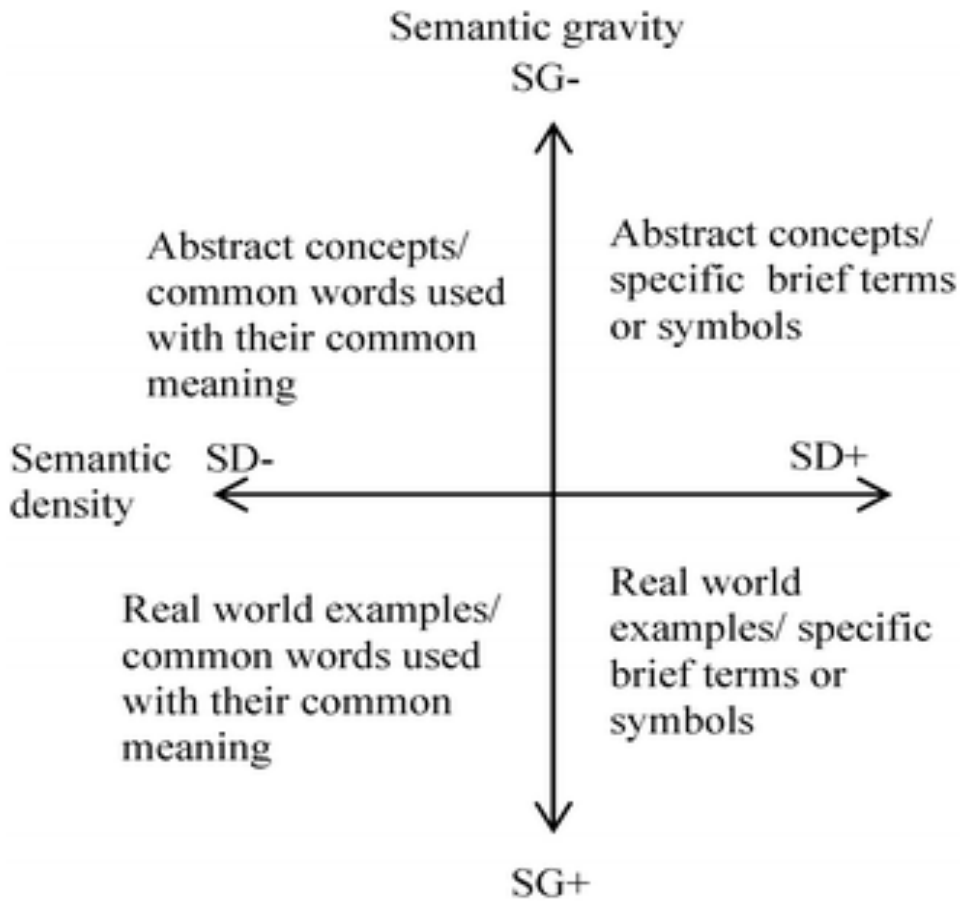 Semantic gravity
SG-
Abstract concepts/
common words used
with their common
meaning
Abstract concepts/
specific brief terms
or symbols
Semantic SD-
density
SD+
Real world examples/
common words used
with their common
meaning
Real world
examples/ specific
brief terms or
symbols
SG+